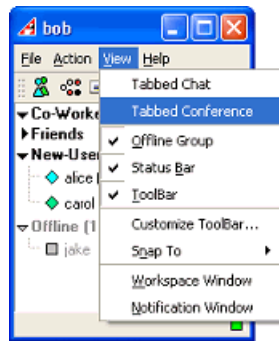 bob
File Action View Help
Tabbed Chat
Tabbed Conference
Offline Group
Status Bar
ToolBar
Customize ToolBar...
Snap To
Workspace Window
Notification Window
Co-Worke
Friends
New-User
alice
carol
Offline (1
jake